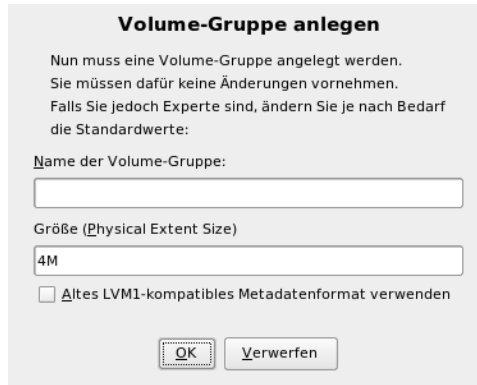 Volume-Gruppe anlegen
Nun muss eine Volume-Gruppe angelegt werden.
Sie müssen dafür keine Änderungen vornehmen.
Falls Sie jedoch Experte sind, ändern Sie je nach Bedarf
die Standardwerte:
Name der Volume-Gruppe:
Größe (Physical Extent Size)
4M
Altes LVM1-kompatibles Metadatenformat verwenden
OK Verwerfen